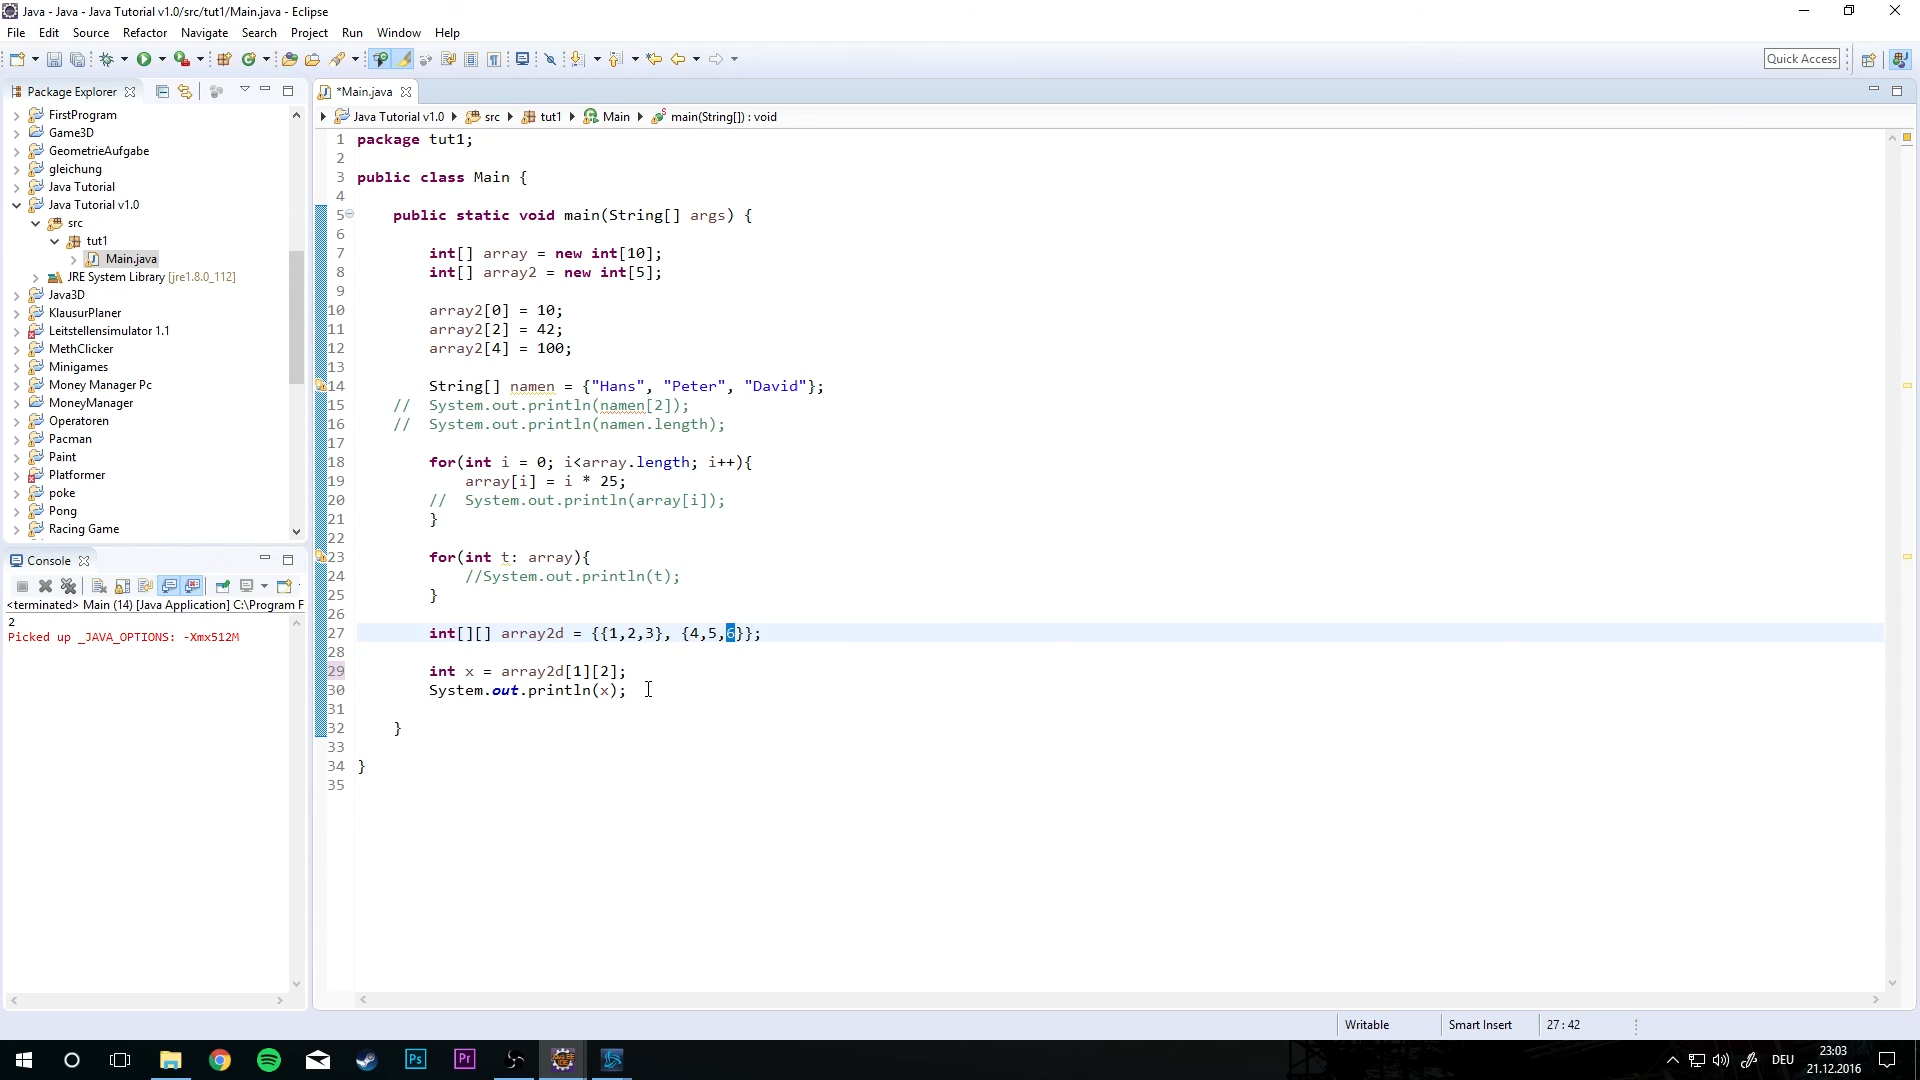 Java - Java - Java Tutorial v1.0/src/tut1/Main.java - Eclipse
File Edit Source Refactor Navigate Search Project Run Window Help
Quick Access
Package Explorer
FirstProgram
Game3D
GeometrieAufgabe
gleichung
Java Tutorial
Java Tutorial v1.0
src
tut1
Main.java
JRE System Library [jre1.8.0_112]
Java3D
KlausurPlaner
Leitstellensimulator 1.1
MethClicker
Minigames
Money Manager Pc
MoneyManager
Operatoren
Pacman
Paint
Platformer
poke
Pong
Racing Game
Console
<terminated> Main (14) [Java Application] C:\Program F
2
Picked up _JAVA_OPTIONS: -Xmx512M
*Main.java
Java Tutorial v1.0 src tut1 Main main(String[]) : void
1 package tut1;
2
3 public class Main {
4
5 public static void main(String[] args) {
6
7 int[] array = new int[10];
8 int[] array2 = new int[5];
9
10 array2[0] = 10;
11 array2[2] = 42;
12 array2[4] = 100;
13
14 String[] namen = {"Hans", "Peter", "David"};
15 // System.out.println(namen[2]);
16 // System.out.println(namen.length);
17
18 for(int i = 0; i<array.length; i++){
19 array[i] = i * 25;
20 // System.out.println(array[i]);
21 }
22
23 for(int t: array){
24 //System.out.println(t);
25 }
26
27 int[][] array2d = {{1,2,3}, {4,5,6}};
28
29 int x = array2d[1][2];
30 System.out.println(x);
31
32 }
33
34 }
35
Writable Smart Insert 27 : 42
Ps Pr DEU 23:03
21.12.2016